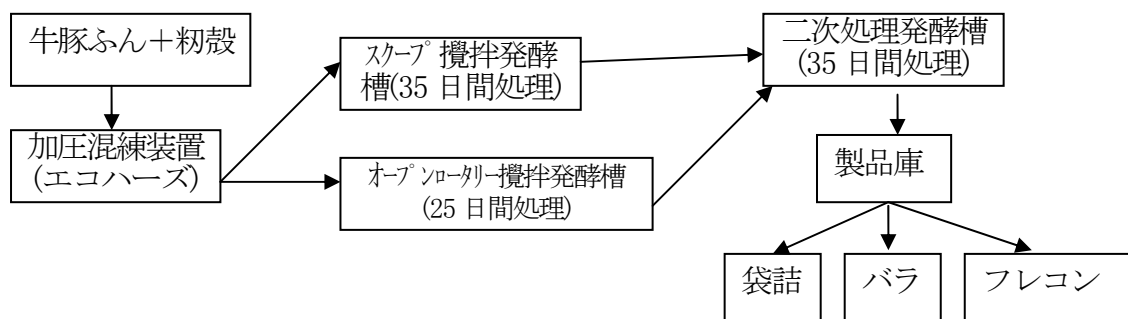 牛豚ふん＋籾殻
加圧混練装置
(エコハーズ)
ｽｸｰﾌﾟ攪拌発酵
槽(35 日間処理)
ｵｰﾌﾟﾝﾛｰﾀﾘｰ攪拌発酵槽
(25 日間処理)
二次処理発酵槽
(35 日間処理)
製品庫
袋詰
バラ
フレコン